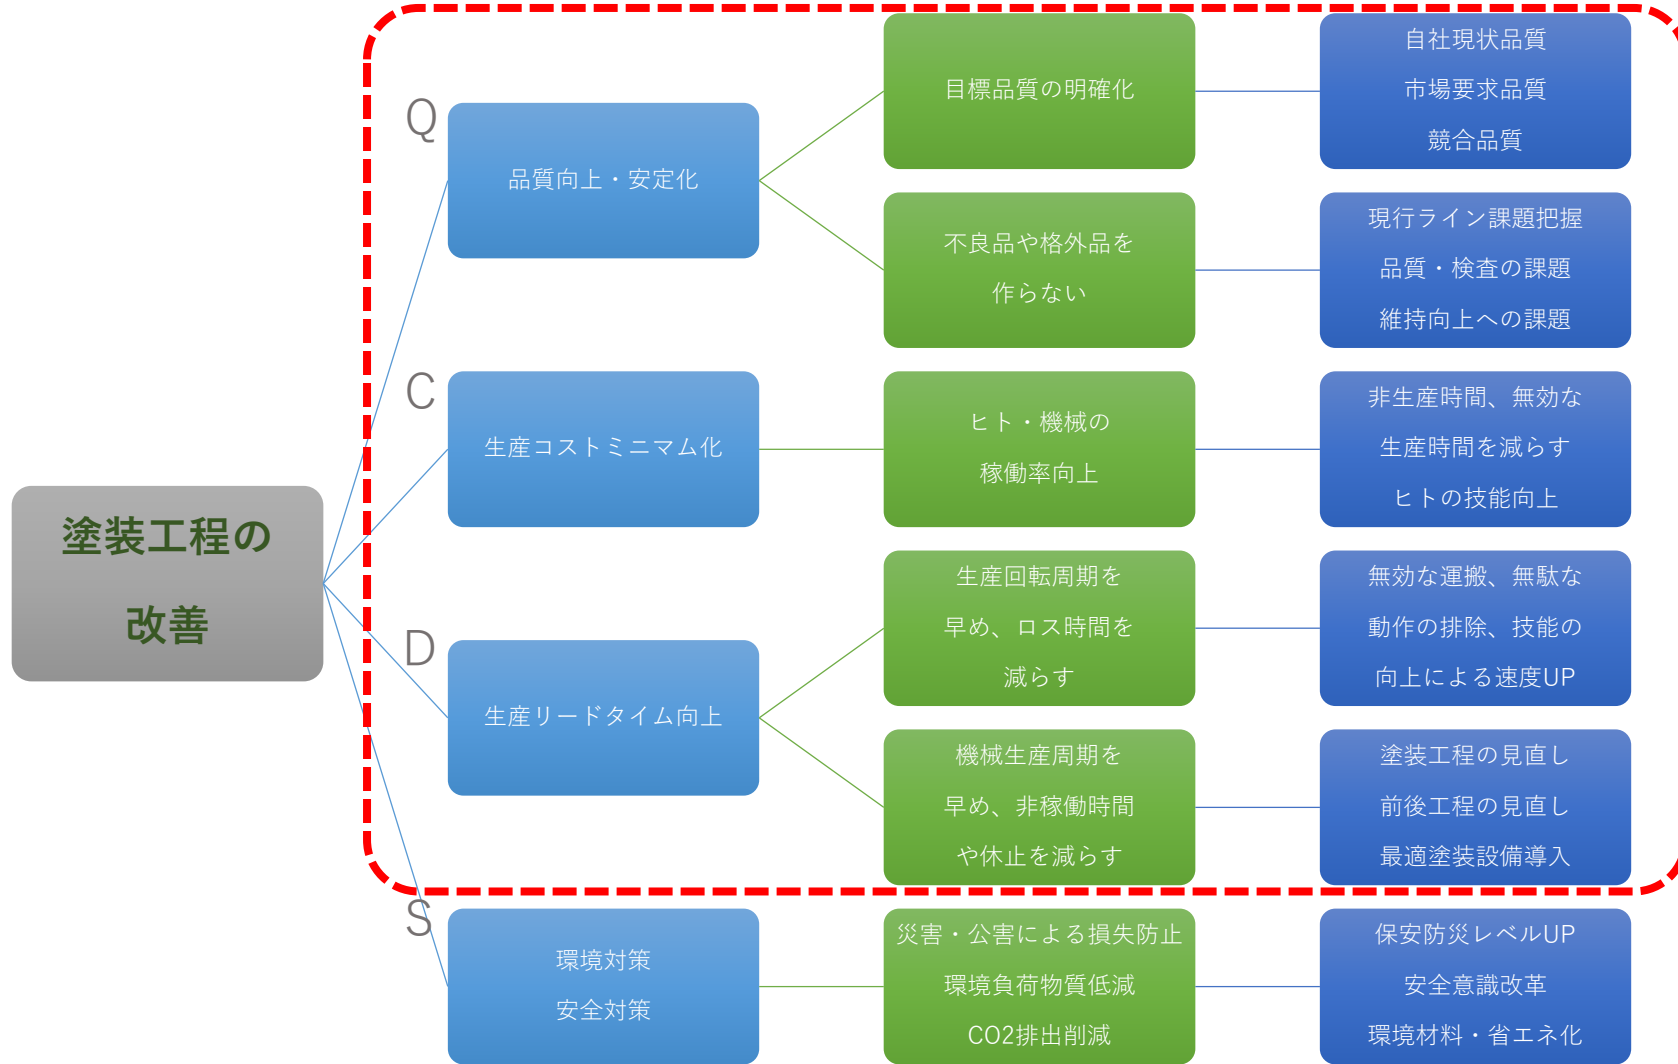 塗装工程の
改善
Q
品質向上・安定化
目標品質の明確化
自社現状品質
市場要求品質
競合品質
不良品や格外品を
作らない
現行ライン課題把握
品質・検査の課題
維持向上への課題
C
生産コストミニマム化
ヒト・機械の
稼働率向上
非生産時間、無効な
生産時間を減らす
ヒトの技能向上
D
生産リードタイム向上
生産回転周期を
早め、ロス時間を
減らす
無効な運搬、無駄な
動作の排除、技能の
向上による速度UP
機械生産周期を
早め、非稼働時間
や休止を減らす
塗装工程の見直し
前後工程の見直し
最適塗装設備導入
S
環境対策
安全対策
災害・公害による損失防止
環境負荷物質低減
CO2排出削減
保安防災レベルUP
安全意識改革
環境材料・省エネ化